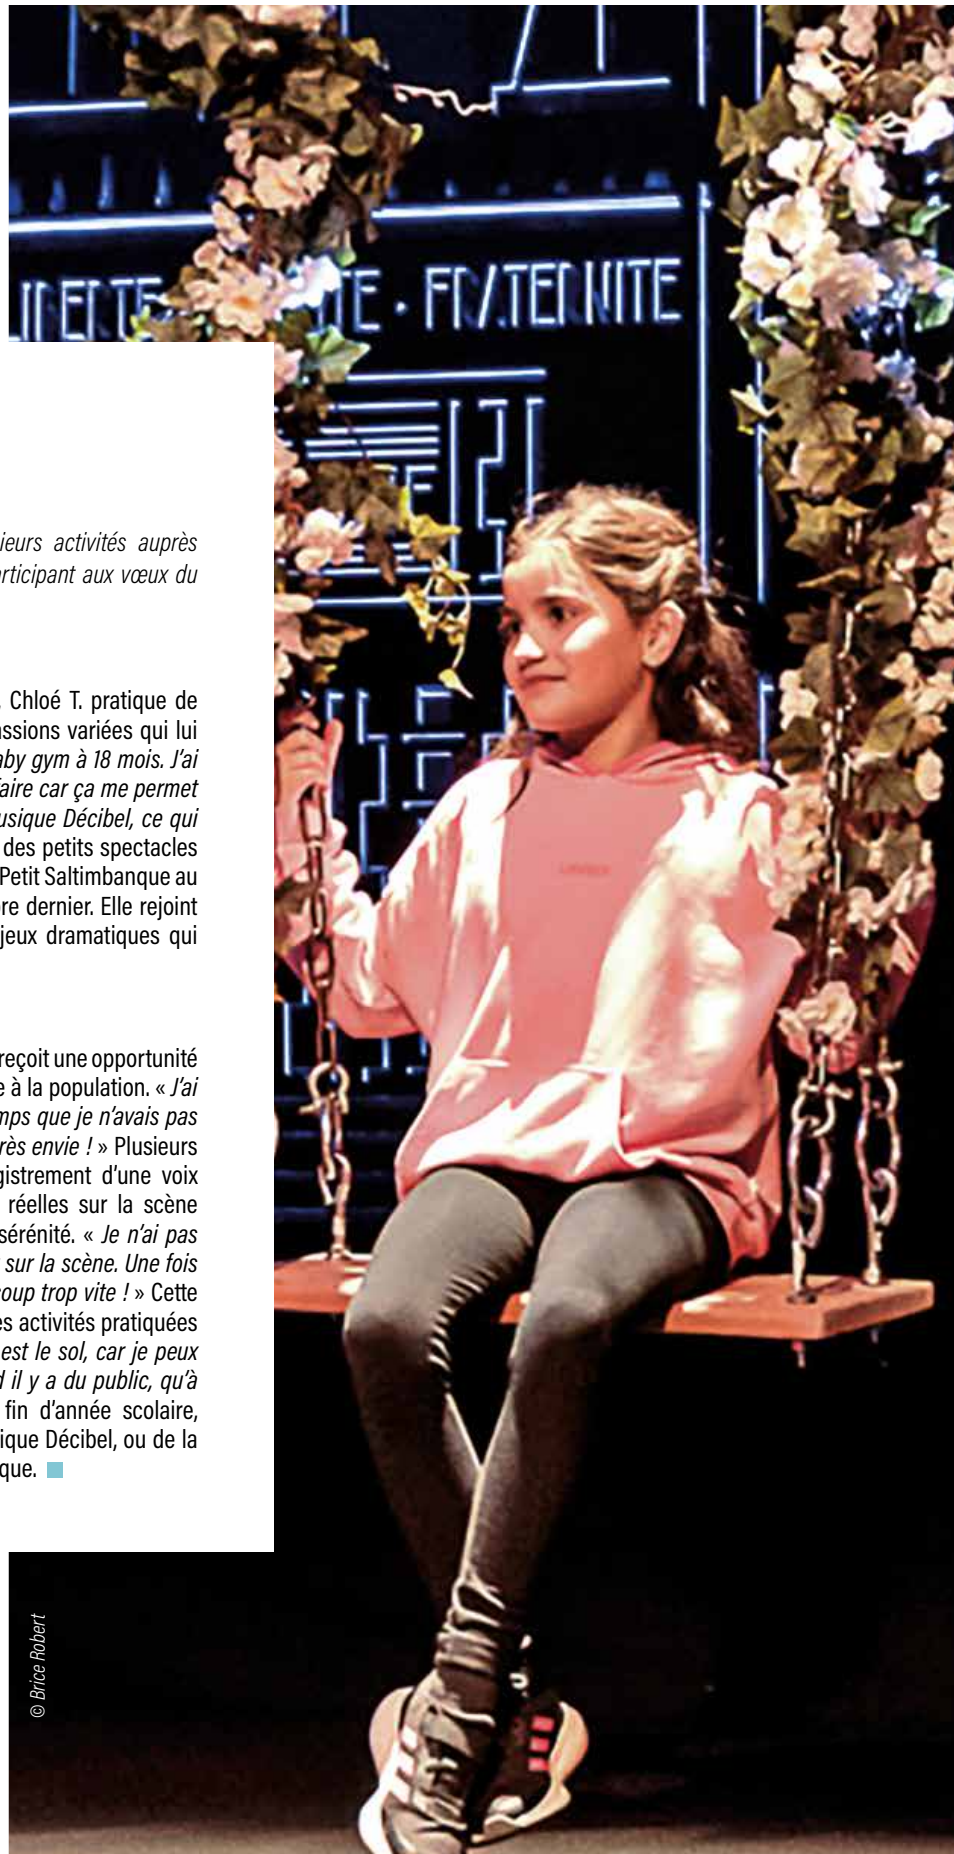 FRATERNITE
ieurs activités auprès
articipant aux vœux du
. Chloé T. pratique de
assions variées qui lui
aby gym à 18 mois. J'ai
faire car ça me permet
usique Décibel, ce qui
des petits spectacles
Petit Saltimbanque au
re dernier. Elle rejoint
jeux dramatiques qui
reçoit une opportunité
e à la population. « J'ai
mps que je n'avais pas
rès envie ! » Plusieurs
gistrement d'une voix
réelles sur la scène
sérénité. « Je n'ai pas
sur la scène. Une fois
oup trop vite ! » Cette
es activités pratiquées
est le sol, car je peux
d il y a du public, qu'à
fin d'année scolaire,
ique Décibel, ou de la
que.
© Brice Robert